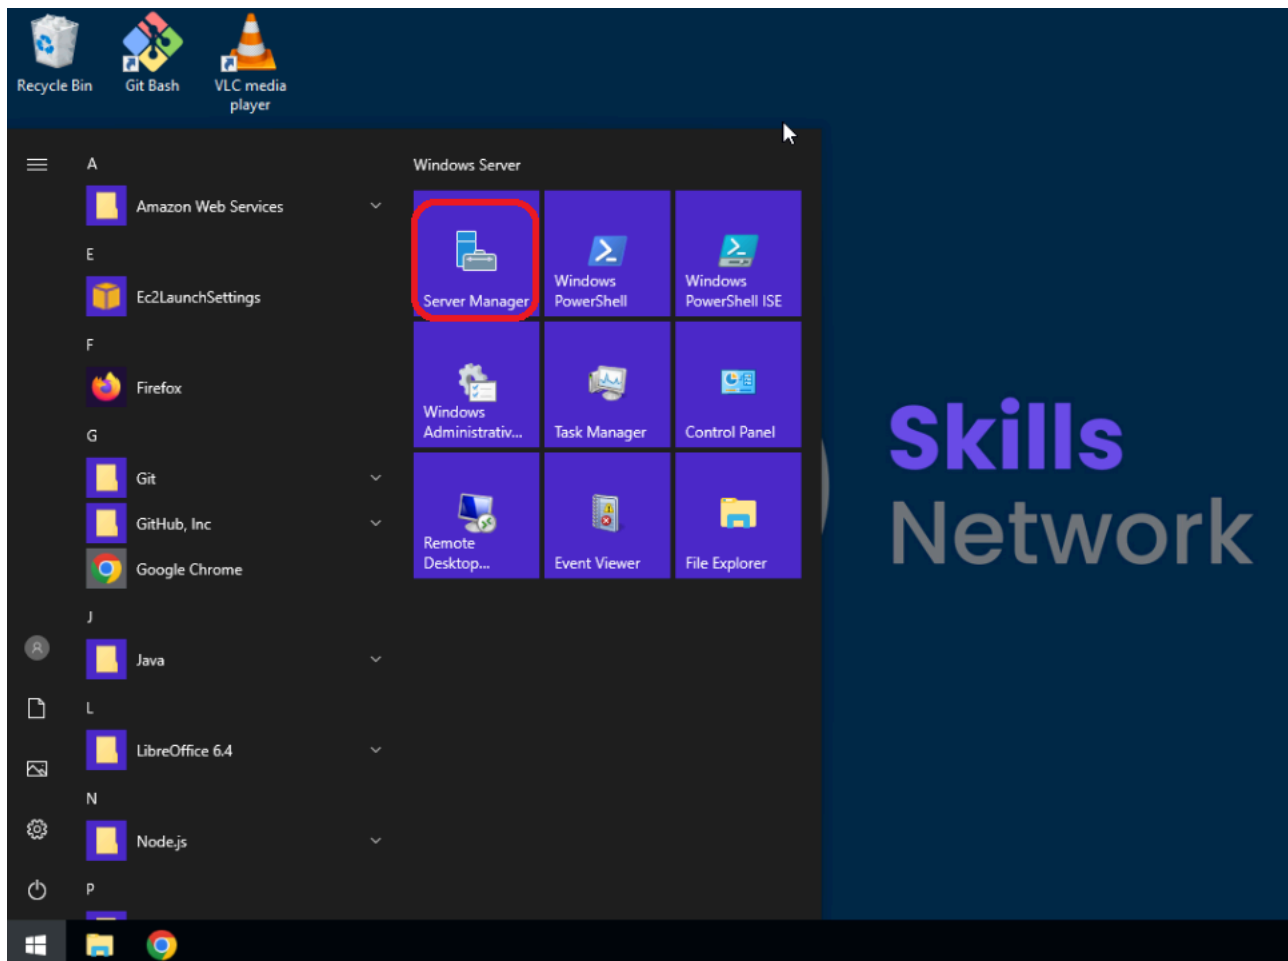 Recycle Bin
Git Bash
VLC media
player
A
Amazon Web Services
E
Ec2LaunchSettings
F
Firefox
G
Git
GitHub, Inc
Google Chrome
J
Java
L
LibreOffice 6.4
N
Node.js
P
Windows Server
Server Manager
Windows
PowerShell
Windows
PowerShell ISE
Windows
Administrativ...
Task Manager
Control Panel
Remote
Desktop...
Event Viewer
File Explorer
Skills
Network